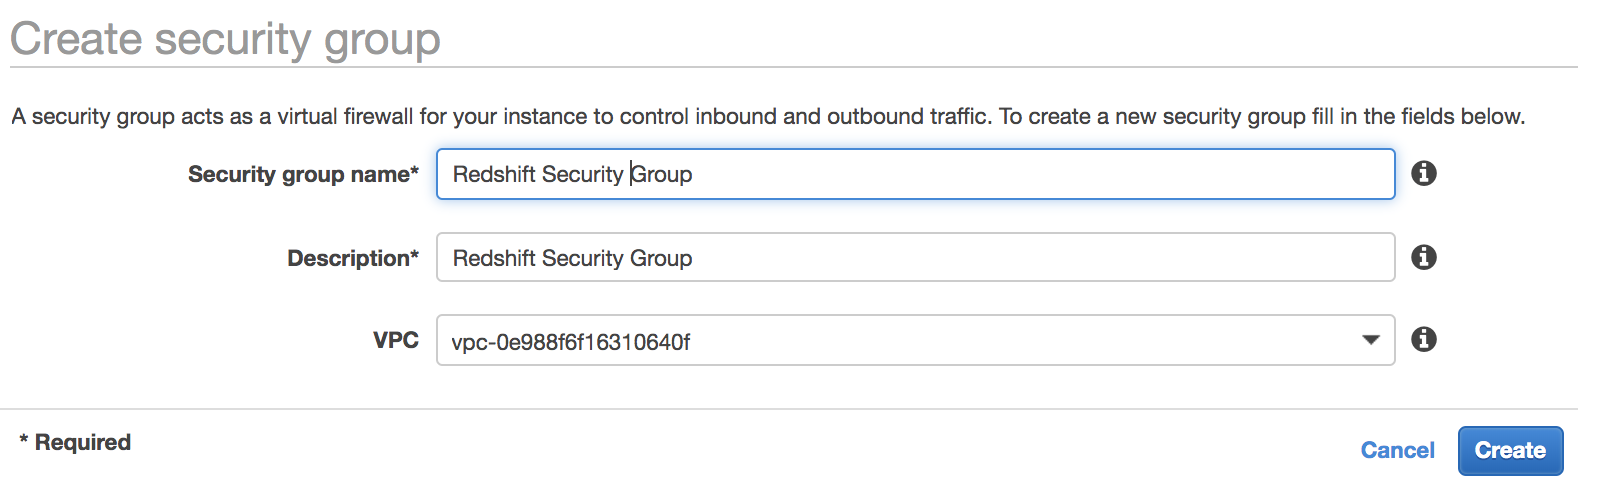 Create security group
A security group acts as a virtual firewall for your instance to control inbound and outbound traffic. To create a new security group fill in the fields below.
Security group name* Redshift Security Group
Description* Redshift Security Group
VPC vpc-0e988f6f16310640f
* Required Cancel Create